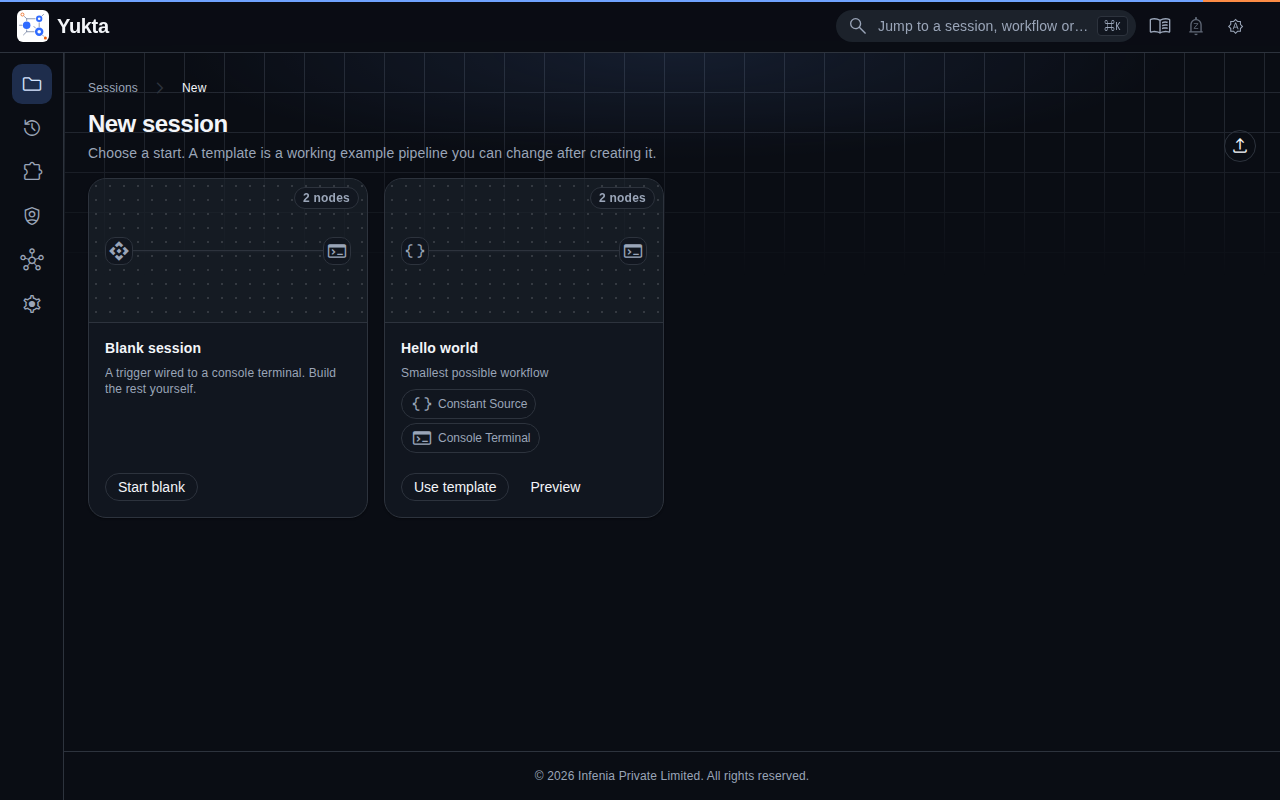 Yukta
Jump to a session, workflow or… ⌘K
Sessions
New
New session
Choose a start. A template is a working example pipeline you can change after creating it.
2 nodes
Blank session
A trigger wired to a console terminal. Build
the rest yourself.
Start blank
2 nodes
Hello world
Smallest possible workflow
Constant Source
Console Terminal
Use template
Preview
© 2026 Infenia Private Limited. All rights reserved.